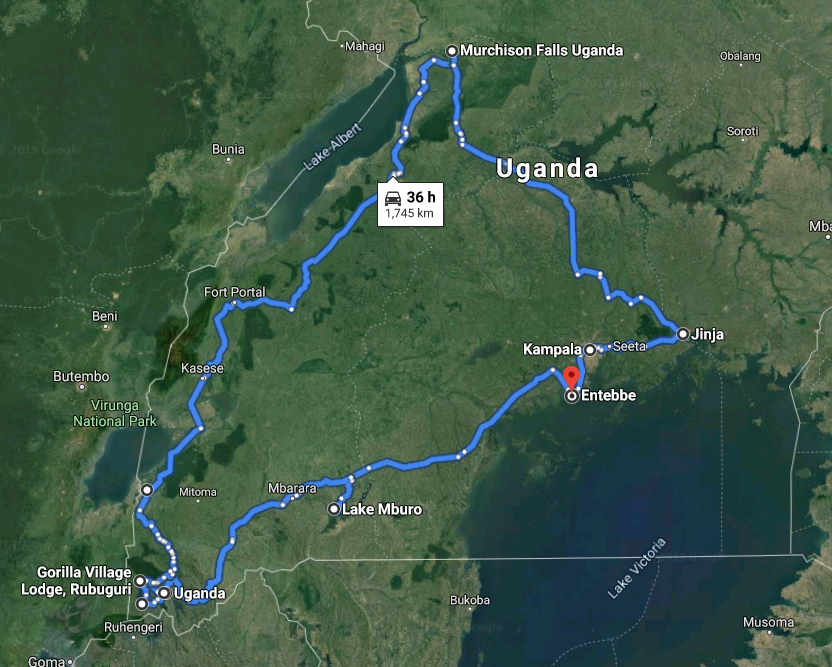 Mahagi
Murchison Falls Uganda
Obalang
Bunia
Lake Albert
Soroti
Uganda
36 h
1,745 km
Mba
Fort Portal
Beni
Jinja
Kampala
Seeta
Kasese
Butembo
Entebbe
Virunga
National Park
Mbarara
Mitoma
Lake Mburo
Gorilla Village
Lodge, Rubuguri
Uganda
Lake Victoria
Bukoba
Ruhengeri
Musoma
Goma